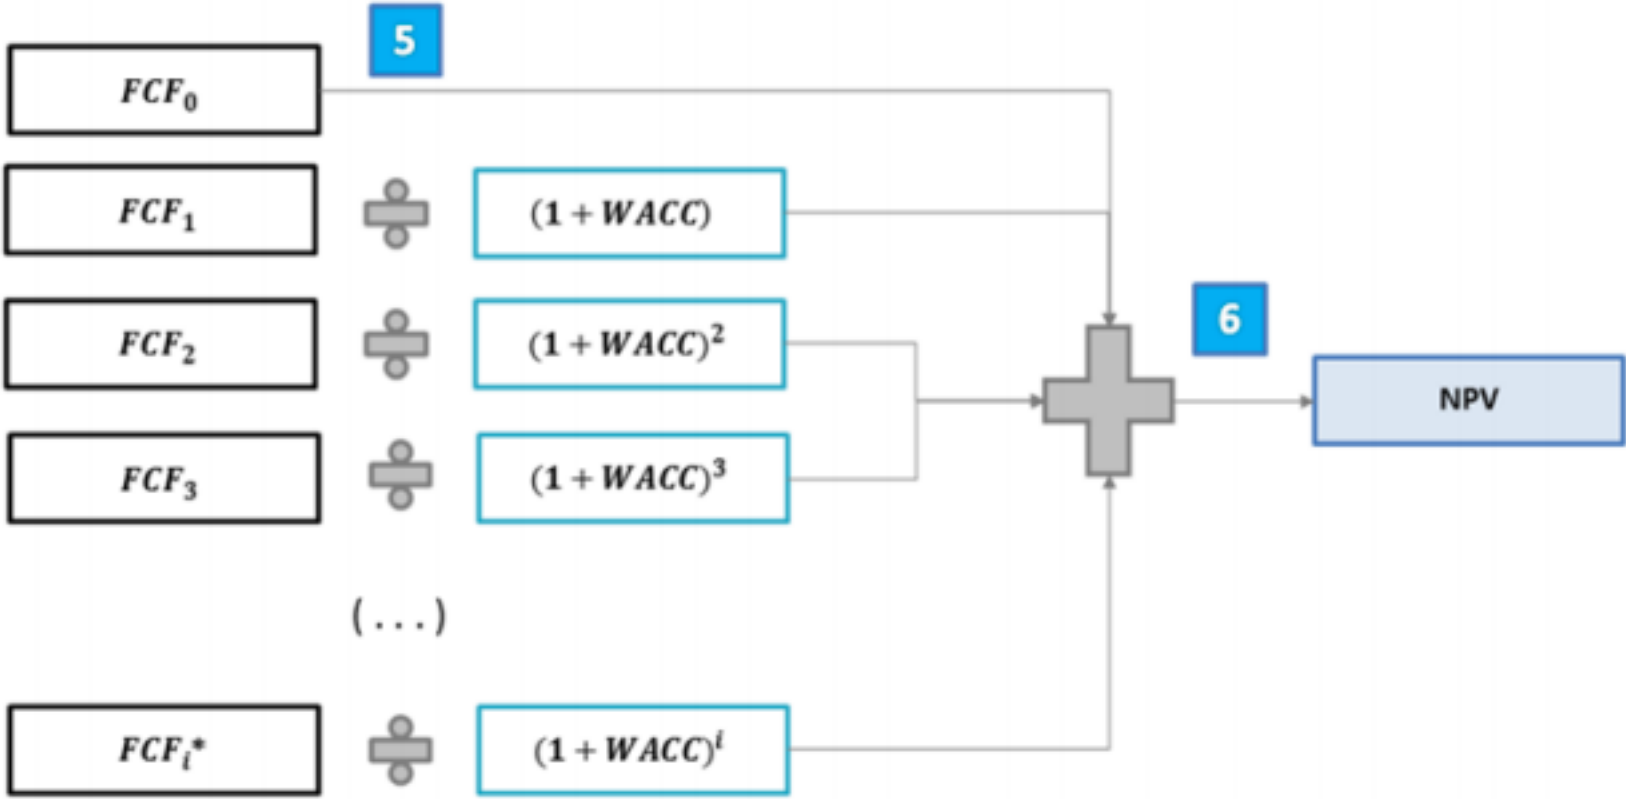 5
FCF₀
FCF₁ (1 + WACC)
6
FCF₂ (1 + WACC)²
NPV
FCF₃ (1 + WACC)³
(...)
FCFᵢ* (1 + WACC)ⁱ